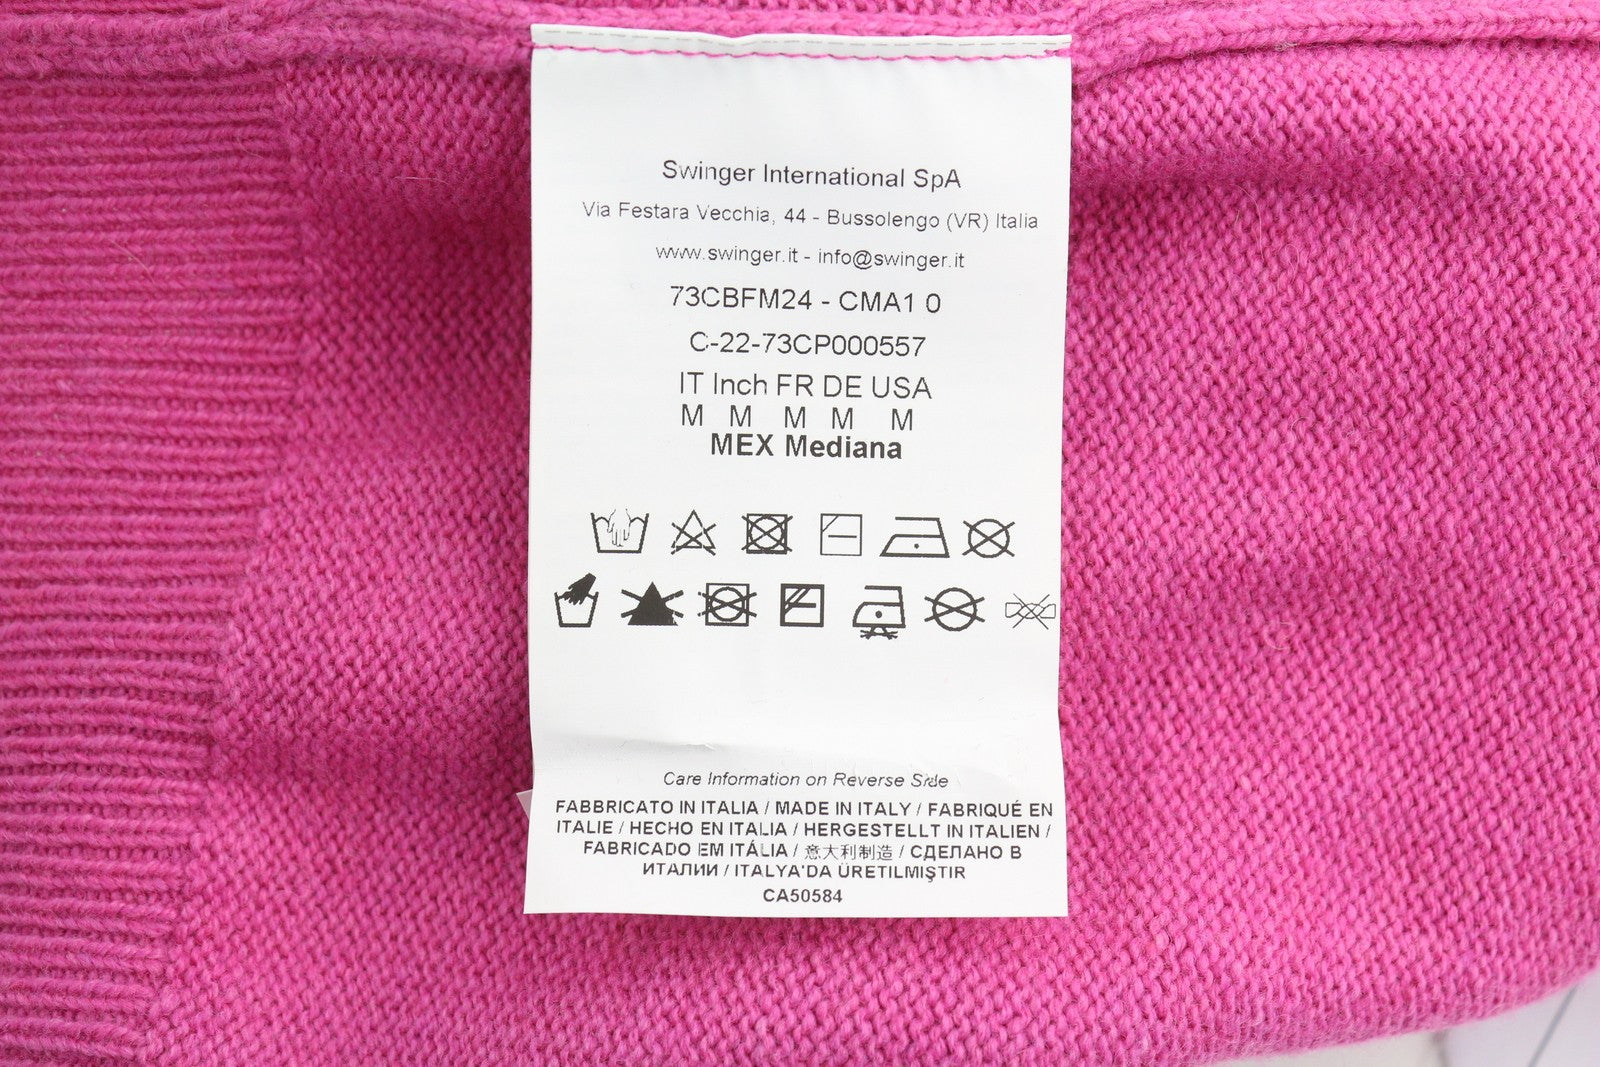 Swinger International SpA
Via Festara Vecchia, 44 - Bussolengo (VR) Italia
www.swinger.it - info@swinger.it
73CBFM24 - CMA1 0
C-22-73CP000557
IT Inch FR DE USA
M M M M M
MEX Mediana
Care Information on Reverse Side
FABBRICATO IN ITALIA / MADE IN ITALY / FABRIQUÉ EN
ITALIE / HECHO EN ITALIA / HERGESTELLT IN ITALIEN /
FABRICADO EM ITÁLIA / 意大利制造 / СДЕЛАНО В
ИТАЛИИ / ITALYA'DA ÜRETILMIŞTIR
CA50584